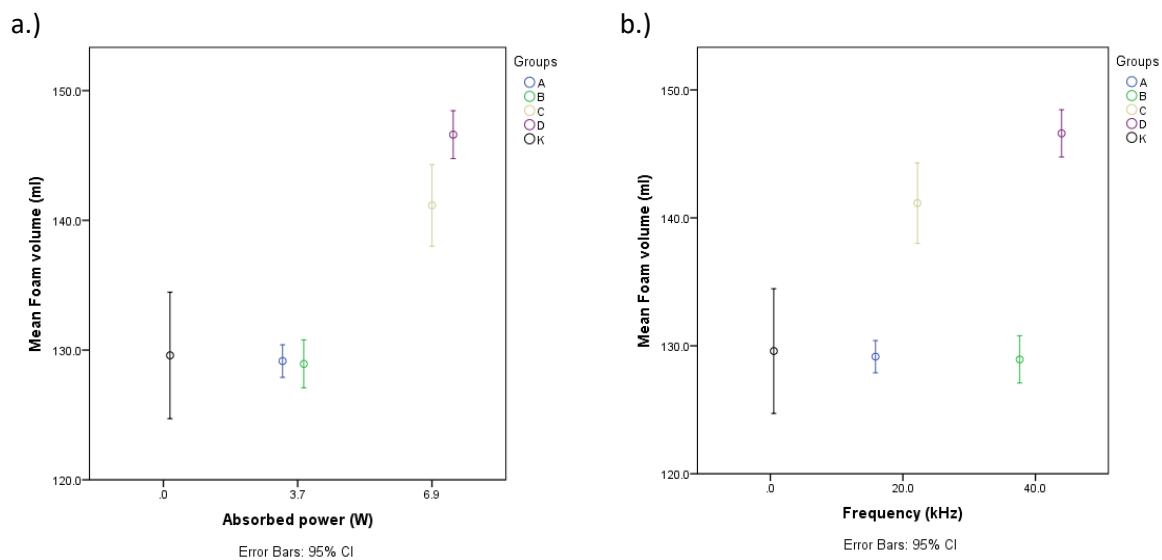 a.)
Groups
A
B
C
D
K
150.0
140.0
130.0
120.0
Mean Foam volume (ml)
.0
3.7
6.9
Absorbed power (W)
Error Bars: 95% CI
b.)
Groups
A
B
C
D
K
150.0
140.0
130.0
120.0
Mean Foam volume (ml)
.0
20.0
40.0
Frequency (kHz)
Error Bars: 95% CI